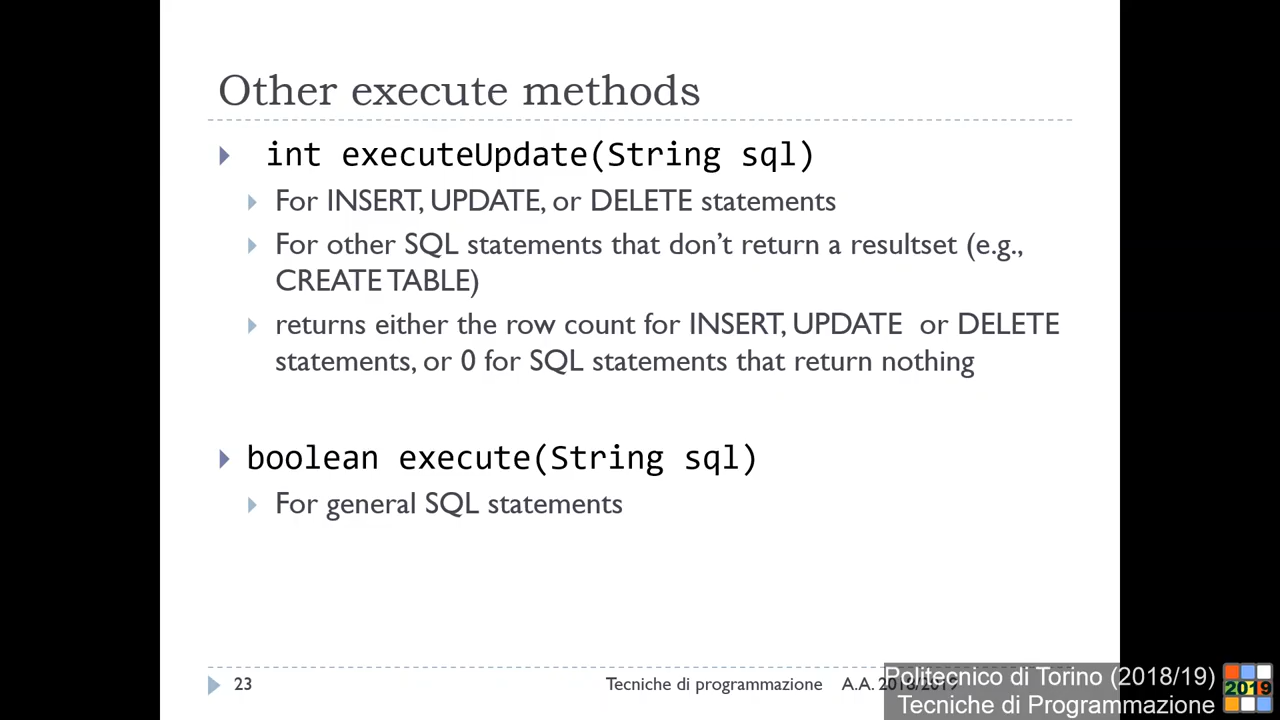 Other execute methods
int executeUpdate(String sql)
For INSERT, UPDATE, or DELETE statements
For other SQL statements that don't return a resultset (e.g.,
CREATE TABLE)
returns either the row count for INSERT, UPDATE or DELETE
statements, or 0 for SQL statements that return nothing
boolean execute(String sql)
For general SQL statements
23
Tecniche di programmazione A.A. 2018/2019
Politecnico di Torino (2018/19)
Tecniche di Programmazione
2019